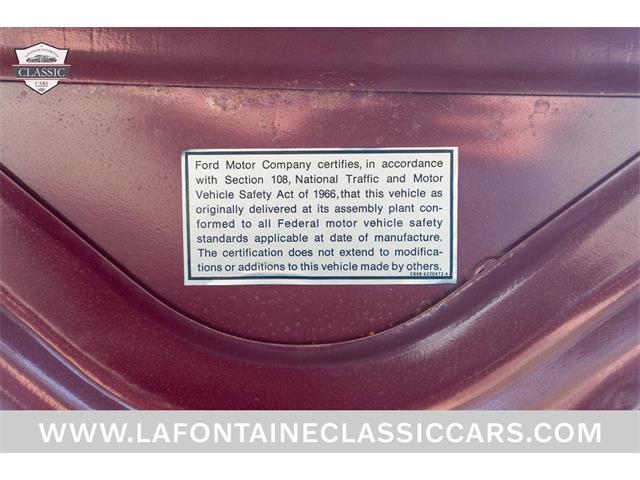 CLASSIC
CARS
Ford Motor Company certifies, in accordance
with Section 108, National Traffic and Motor
Vehicle Safety Act of 1966, that this vehicle as
originally delivered at its assembly plant con-
formed to all Federal motor vehicle safety
standards applicable at date of manufacture.
The certification does not extend to modifica-
tions or additions to this vehicle made by others.
C8AB-6220472-A
WWW.LAFONTAINECLASSICCARS.COM